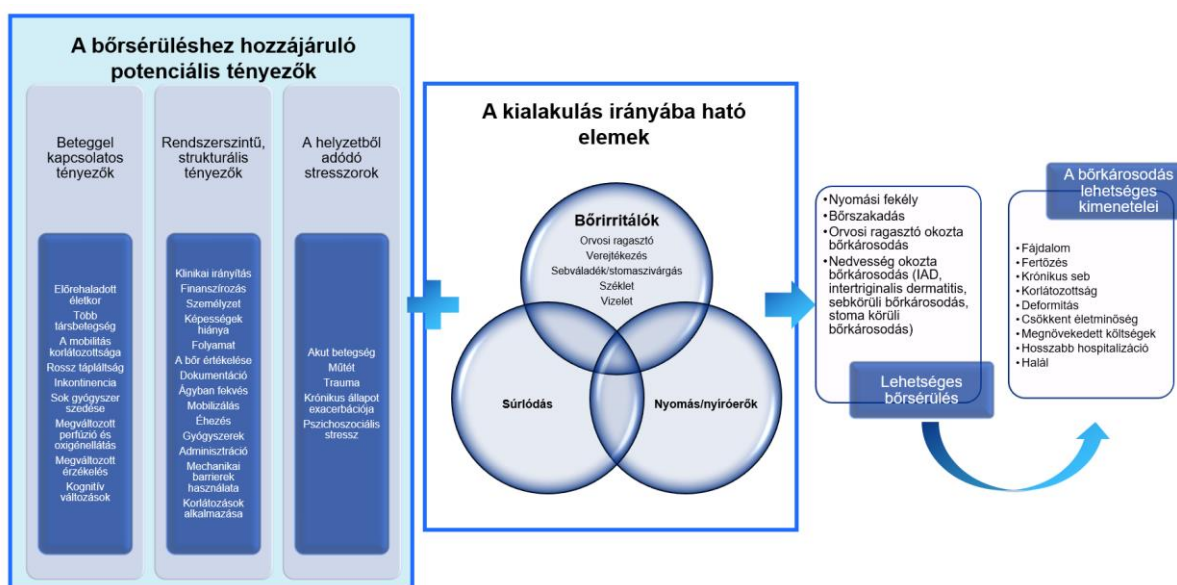 A bőrsérüléshez hozzájáruló
potenciális tényezők
Beteggel
kapcsolatos
tényezők
Előrehaladott
életkor
Több
társbetegség
A mobilitás
korlátozottsága
Rossz tápláltság
Inkontinencia
Sok gyógyszer
szedése
Megváltozott
perfúzió és
oxigénellátás
Megváltozott
érzékelés
Kognitív
változások
Rendszerszintű,
strukturális
tényezők
Klinikai irányítás
Finanszírozás
Személyzet
Képességek
hiánya
Folyamat
A bőr értékelése
Dokumentáció
Ágyban fekvés
Mobilizálás
Éhezés
Gyógyszerek
Adminisztráció
Mechanikai
barrierek
használata
Korlátozások
alkalmazása
A helyzetből
adódó
stresszorok
Akut betegség
Műtét
Trauma
Krónikus állapot
exacerbációja
Pszichoszociális
stressz
A kialakulás irányába ható
elemek
Bőrirritálók
Orvosi ragasztó
Verejtékezés
Sebváladék/stomaszivárgás
Széklet
Vizelet
Súrlódás
Nyomás/nyíróerők
•Nyomási fekély
•Bőrszakadás
•Orvosi ragasztó okozta
bőrkárosodás
•Nedvesség okozta
bőrkárosodás (IAD,
intertriginalis dermatitis,
sebkörüli bőrkárosodás,
stoma körüli
bőrkárosodás)
Lehetséges
bőrsérülés
A bőrkárosodás
lehetséges
kimenetelei
•Fájdalom
•Fertőzés
•Krónikus seb
•Korlátozottság
•Deformitás
•Csökkent életminőség
•Megnövekedett költségek
•Hosszabb hospitalizáció
•Halál